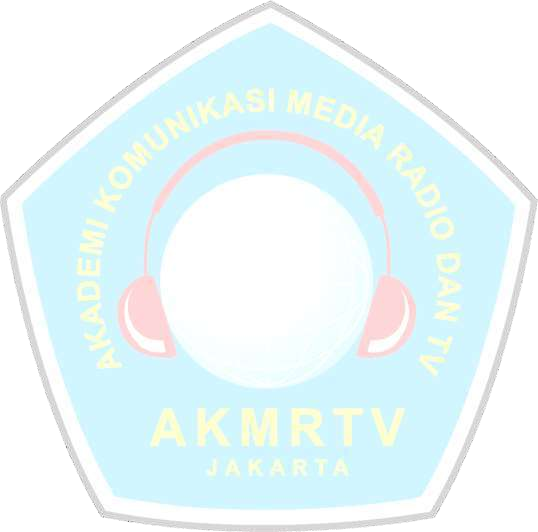 AKADEMI KOMUNIKASI MEDIA RADIO DAN TV
AKMRTV
JAKARTA